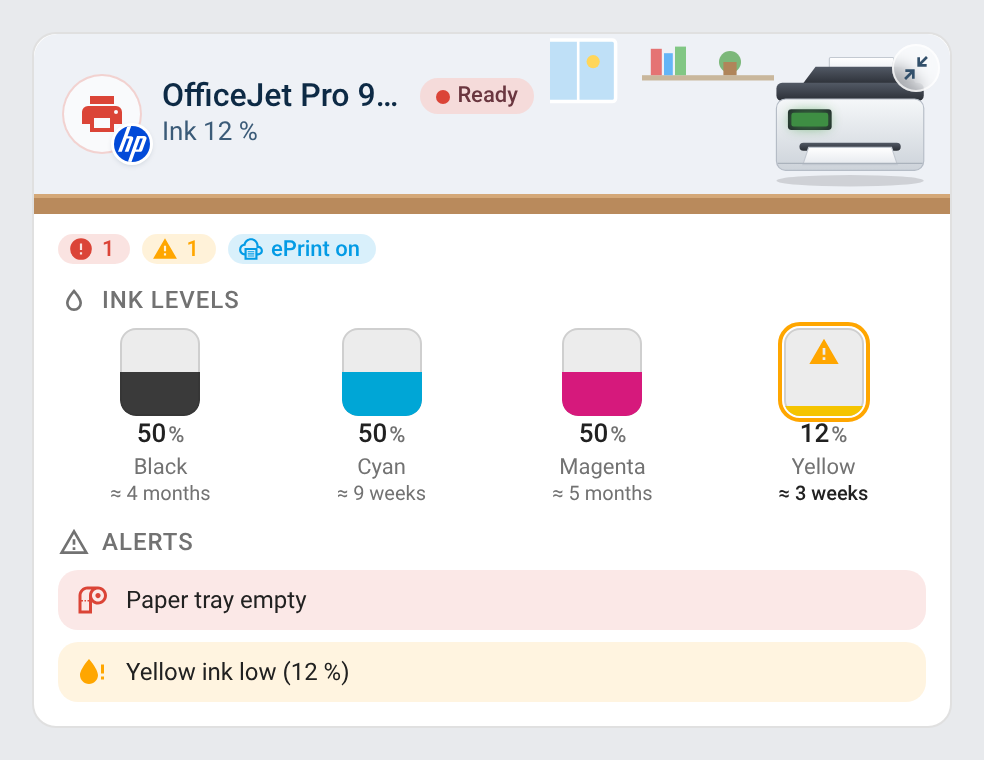 OfficeJet Pro 9...
Ready
Ink 12 %
hp
1
1
ePrint on
INK LEVELS
50%
50%
50%
12%
Black
Cyan
Magenta
Yellow
≈ 4 months
≈ 9 weeks
≈ 5 months
≈ 3 weeks
ALERTS
Paper tray empty
Yellow ink low (12 %)